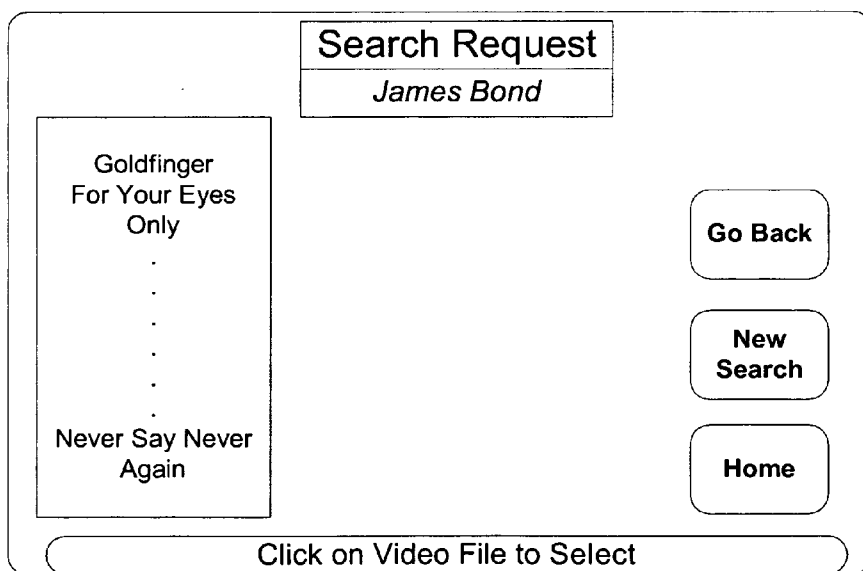 Search Request
James Bond
Goldfinger
For Your Eyes
Only
.
.
.
.
.
.
Never Say Never
Again
Go Back
New
Search
Home
Click on Video File to Select